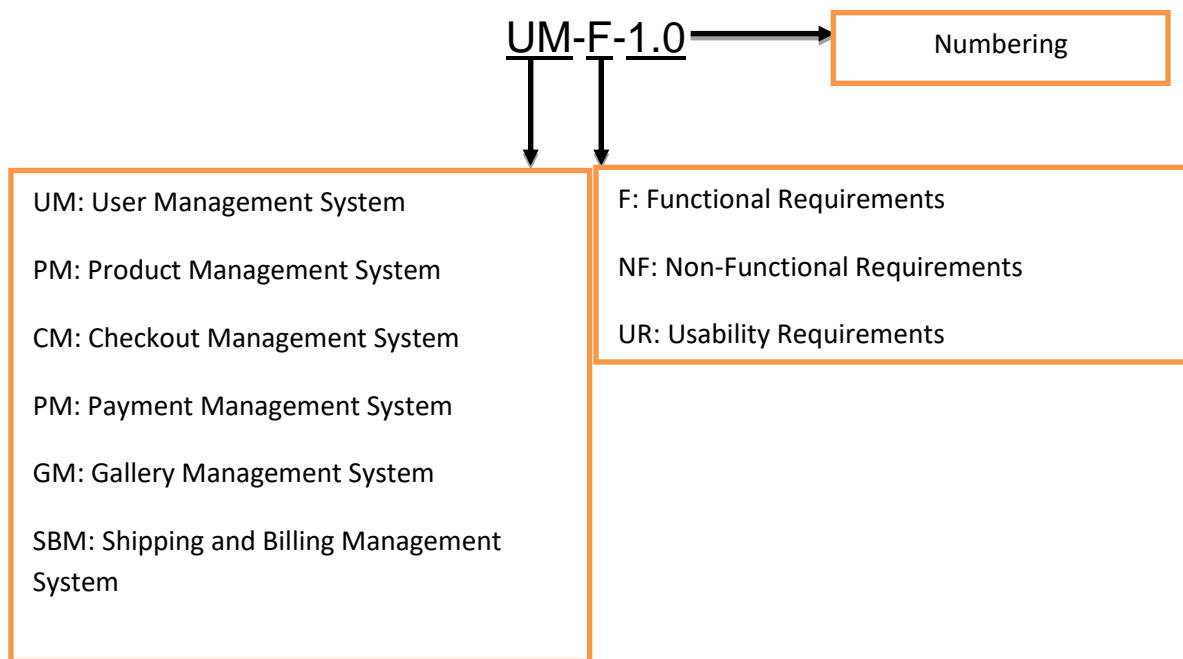 UM-F-1.0
Numbering
UM: User Management System
PM: Product Management System
CM: Checkout Management System
PM: Payment Management System
GM: Gallery Management System
SBM: Shipping and Billing Management
System
F: Functional Requirements
NF: Non-Functional Requirements
UR: Usability Requirements